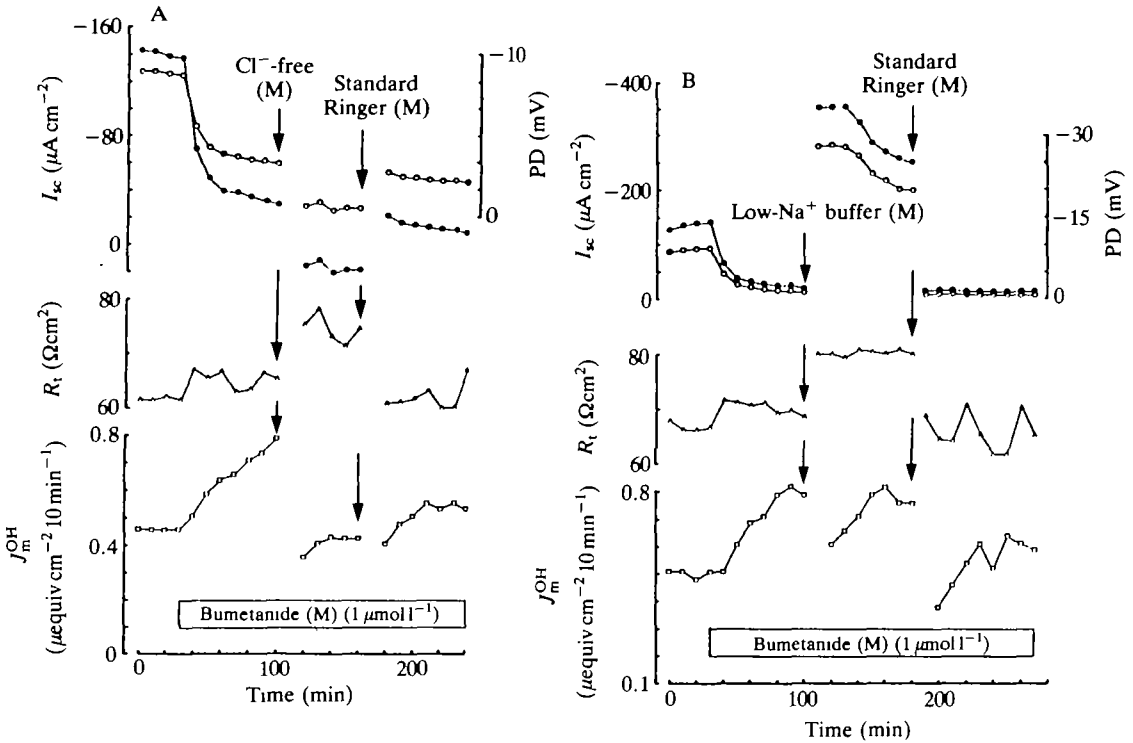 A
−160
−80
0
I_sc (µA cm⁻²)
Cl⁻-free
(M)
Standard
Ringer (M)
−10
0
PD (mV)
80
60
R_t (Ωcm²)
0.8
0.4
0
J_m^OH
(µequiv cm⁻² 10 min⁻¹)
Bumetanide (M) (1 µmol l⁻¹)
0
100
200
Time (min)
B
−400
−200
0
I_sc (µA cm⁻²)
Standard
Ringer (M)
Low-Na⁺ buffer (M)
−30
−15
0
PD (mV)
80
60
R_t (Ωcm²)
0.8
0.1
J_m^OH
(µequiv cm⁻² 10 min⁻¹)
Bumetanide (M) (1 µmol l⁻¹)
0
100
200
Time (min)